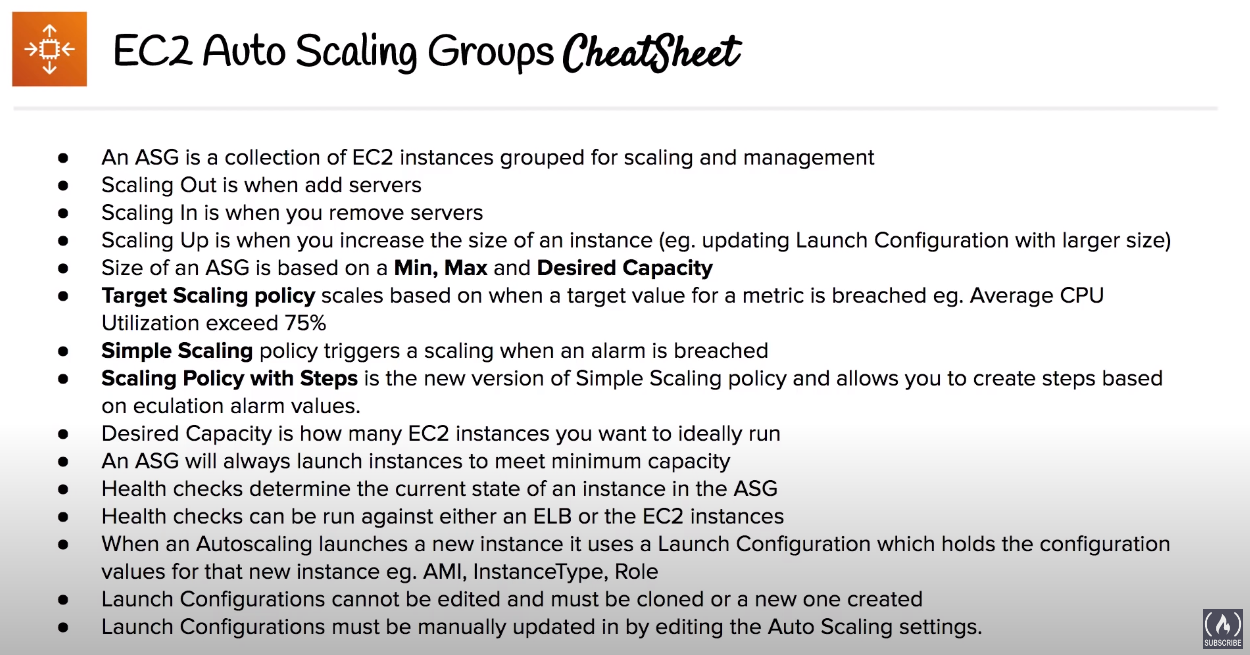 EC2 Auto Scaling Groups CheatSheet
● An ASG is a collection of EC2 instances grouped for scaling and management
● Scaling Out is when add servers
● Scaling In is when you remove servers
● Scaling Up is when you increase the size of an instance (eg. updating Launch Configuration with larger size)
● Size of an ASG is based on a Min, Max and Desired Capacity
● Target Scaling policy scales based on when a target value for a metric is breached eg. Average CPU
Utilization exceed 75%
● Simple Scaling policy triggers a scaling when an alarm is breached
● Scaling Policy with Steps is the new version of Simple Scaling policy and allows you to create steps based
on eculation alarm values.
● Desired Capacity is how many EC2 instances you want to ideally run
● An ASG will always launch instances to meet minimum capacity
● Health checks determine the current state of an instance in the ASG
● Health checks can be run against either an ELB or the EC2 instances
● When an Autoscaling launches a new instance it uses a Launch Configuration which holds the configuration
values for that new instance eg. AMI, InstanceType, Role
● Launch Configurations cannot be edited and must be cloned or a new one created
● Launch Configurations must be manually updated in by editing the Auto Scaling settings.
SUBSCRIBE